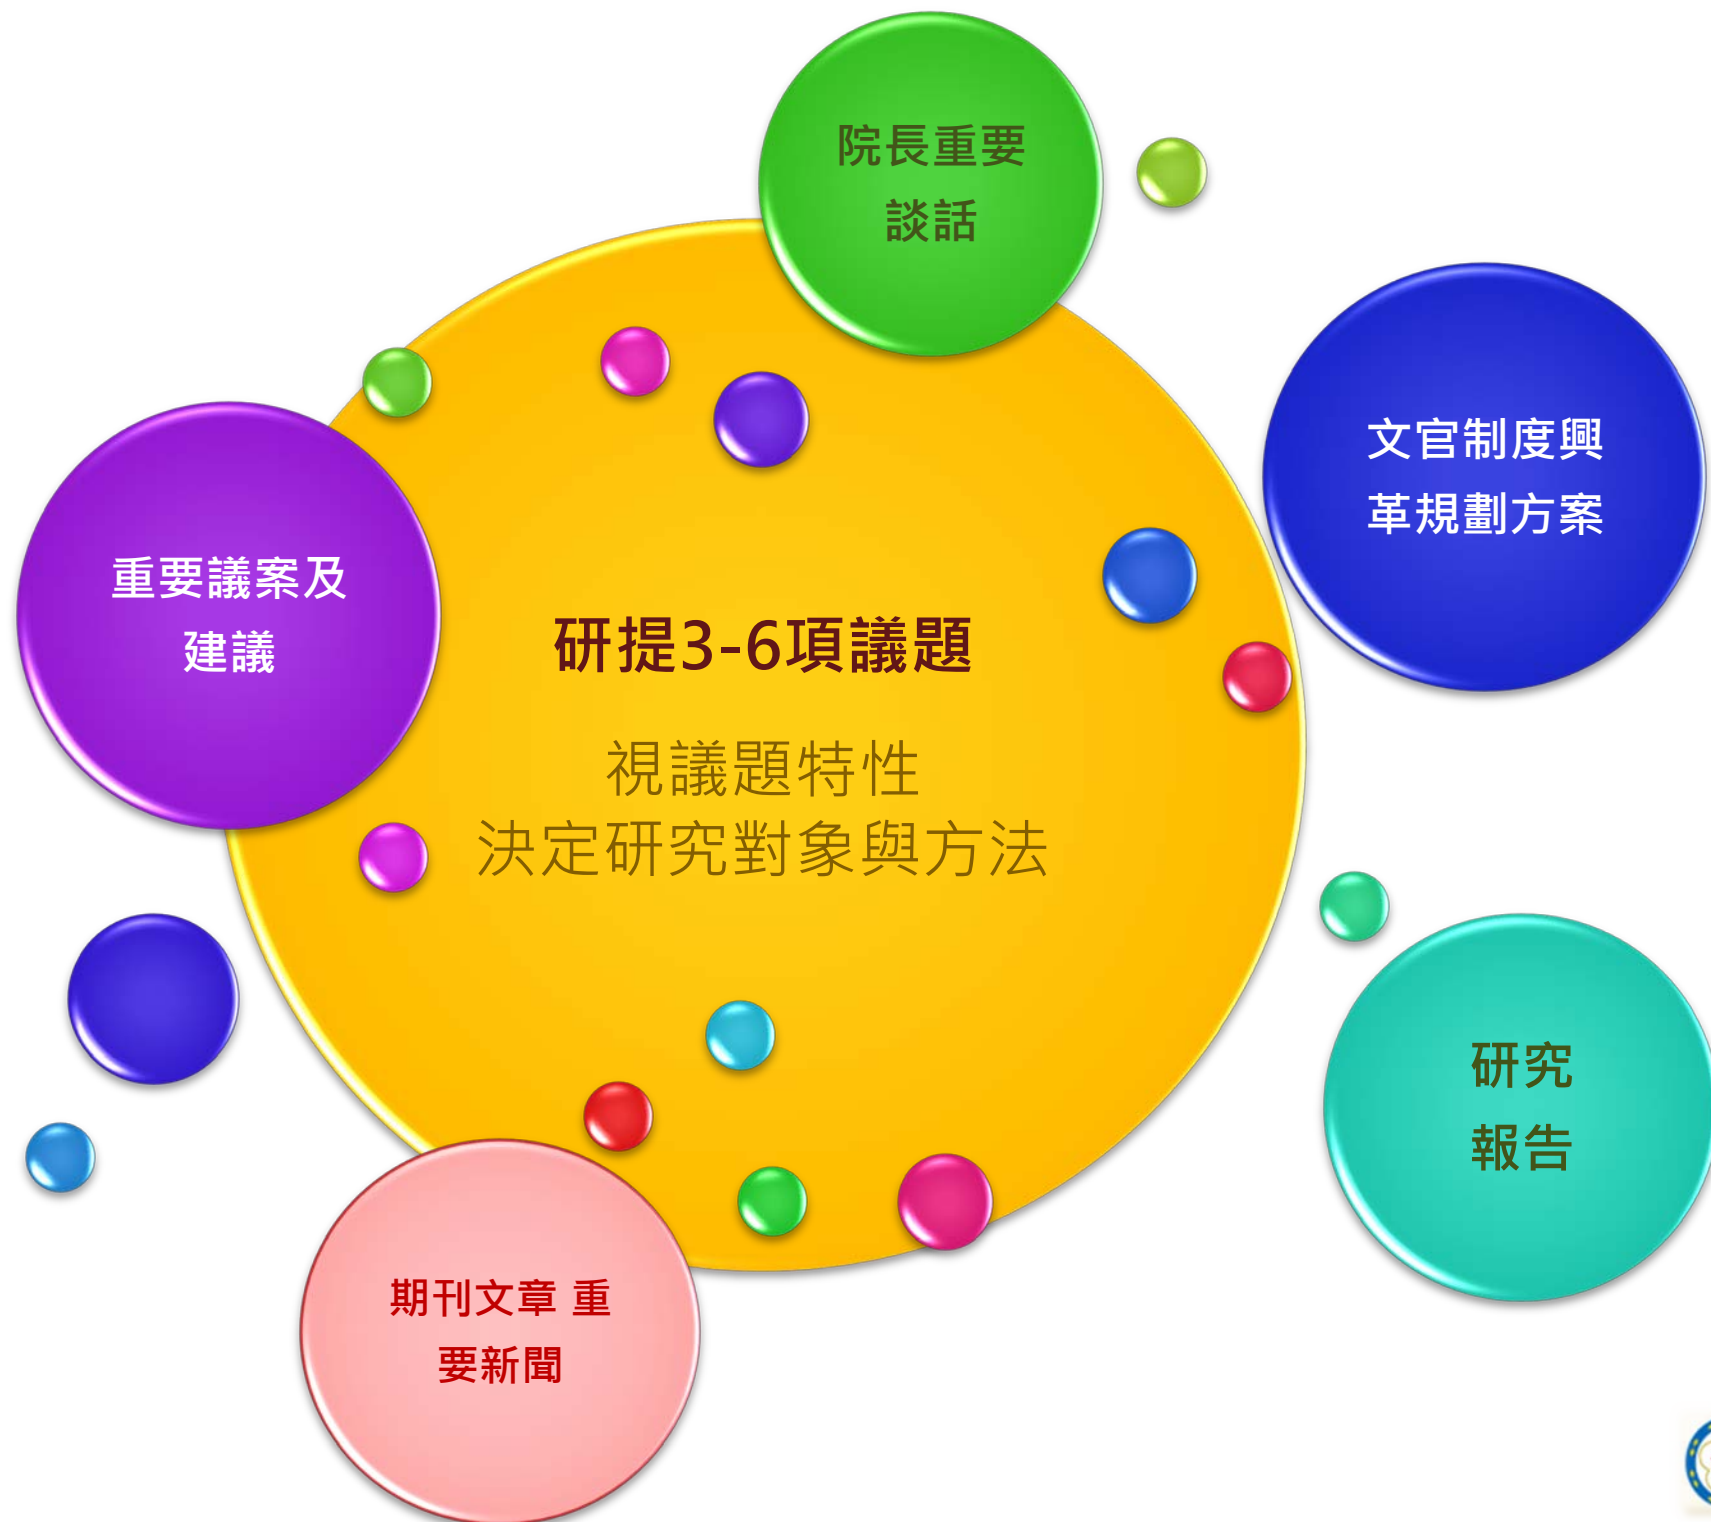 院長重要
談話
文官制度興
革規劃方案
重要議案及
建議
研提3-6項議題
視議題特性
決定研究對象與方法
研究
報告
期刊文章 重
要新聞